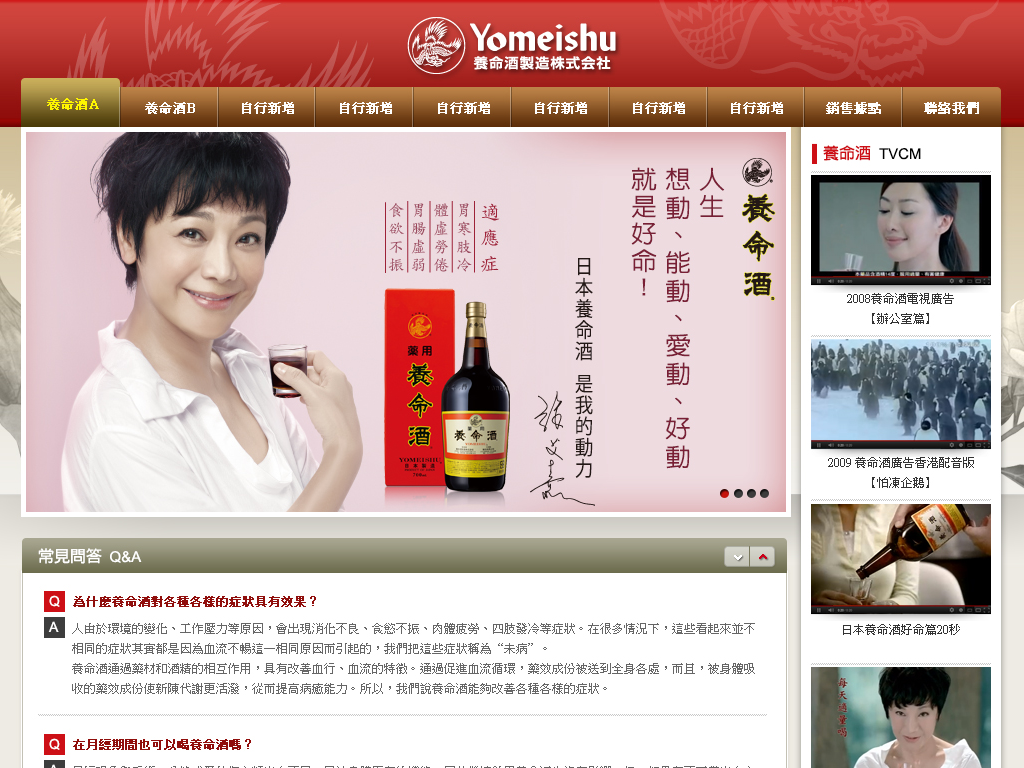 Yomeishu
養命酒製造株式会社
養命酒A
養命酒B
自行新增
自行新增
自行新增
自行新增
自行新增
自行新增
銷售據點
聯絡我們
養命酒
人生
想動、能動、愛動、好動
就是好命！
日本養命酒 是我的動力
適應症
胃寒肢冷
體虛勞倦
胃腸虛弱
食欲不振
薬用
養命酒
YOMEISHU
養命酒
養命酒 TVCM
2008養命酒電視廣告
【辦公室篇】
2009 養命酒廣告香港配音版
【怕凍企鵝】
日本養命酒好命篇20秒
每天適量喝
常見問答 Q&A
Q 為什麼養命酒對各種各樣的症狀具有效果？
A 人由於環境的變化、工作壓力等原因，會出現消化不良、食慾不振、肉體疲勞、四肢發冷等症狀。在很多情況下，這些看起來並不
相同的症狀其實都是因為血流不暢這一相同原因而引起的，我們把這些症狀稱為“未病”。
養命酒通過藥材和酒精的相互作用，具有改善血行、血流的特徵。通過促進血流循環，藥效成份被送到全身各處，而且，被身體吸
收的藥效成份使新陳代謝更活潑，從而提高病癒能力。所以，我們說養命酒能夠改善各種各樣的症狀。
Q 在月經期間也可以喝養命酒嗎？